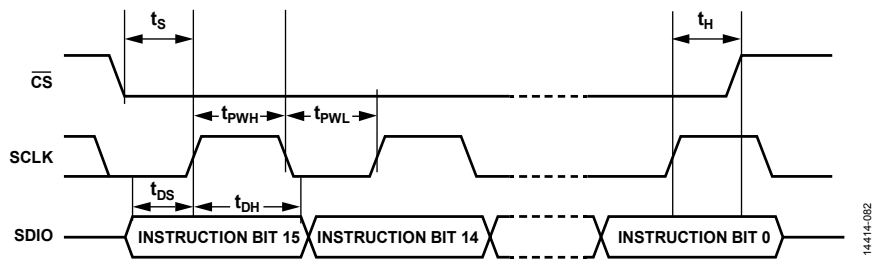 tS
tH
CS
tPWH
tPWL
SCLK
tDS
tDH
SDIO
INSTRUCTION BIT 15
INSTRUCTION BIT 14
INSTRUCTION BIT 0
14414-082